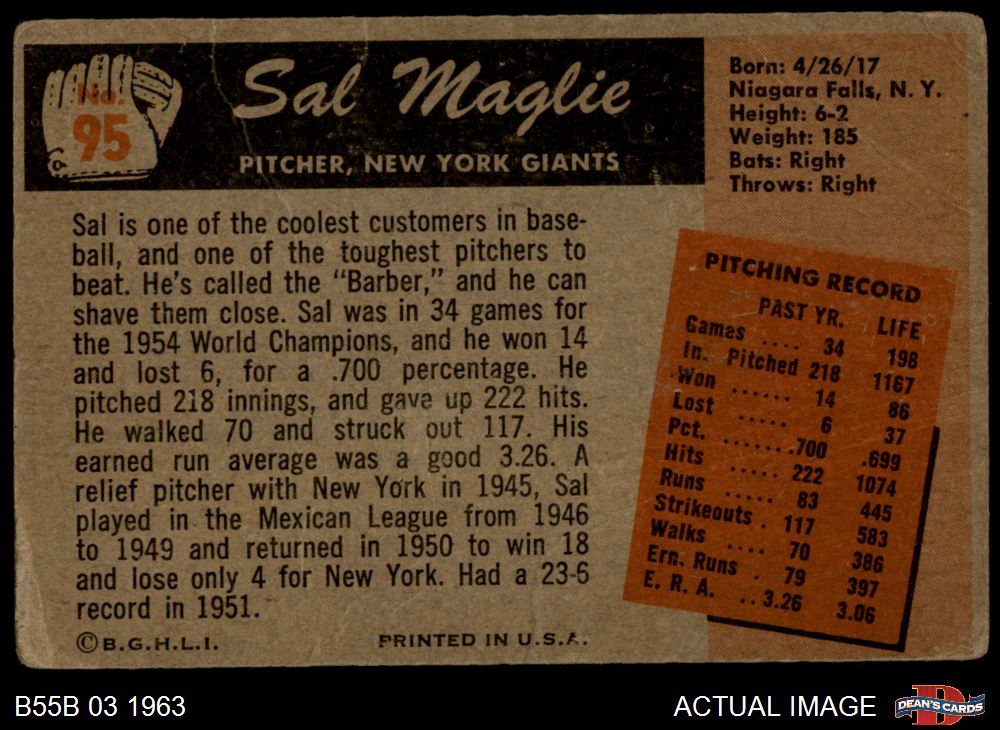 No.
95
Sal Maglie
PITCHER, NEW YORK GIANTS
Born: 4/26/17
Niagara Falls, N. Y.
Height: 6-2
Weight: 185
Bats: Right
Throws: Right
Sal is one of the coolest customers in base-
ball, and one of the toughest pitchers to
beat. He's called the "Barber," and he can
shave them close. Sal was in 34 games for
the 1954 World Champions, and he won 14
and lost 6, for a .700 percentage. He
pitched 218 innings, and gave up 222 hits.
He walked 70 and struck out 117. His
earned run average was a good 3.26. A
relief pitcher with New York in 1945, Sal
played in the Mexican League from 1946
to 1949 and returned in 1950 to win 18
and lose only 4 for New York. Had a 23-6
record in 1951.
PITCHING RECORD
PAST YR. LIFE
Games .... 34 198
In. Pitched 218 1167
Won ...... 14 86
Lost ..... 6 37
Pct. ....... .700 .699
Hits ..... 222 1074
Runs ..... 83 445
Strikeouts . 117 583
Walks .... 70 386
Ern. Runs . 79 397
E. R. A. .. 3.26 3.06
©B.G.H.L.I. PRINTED IN U.S.A.
B55B 03 1963
ACTUAL IMAGE
DEAN'S CARDS